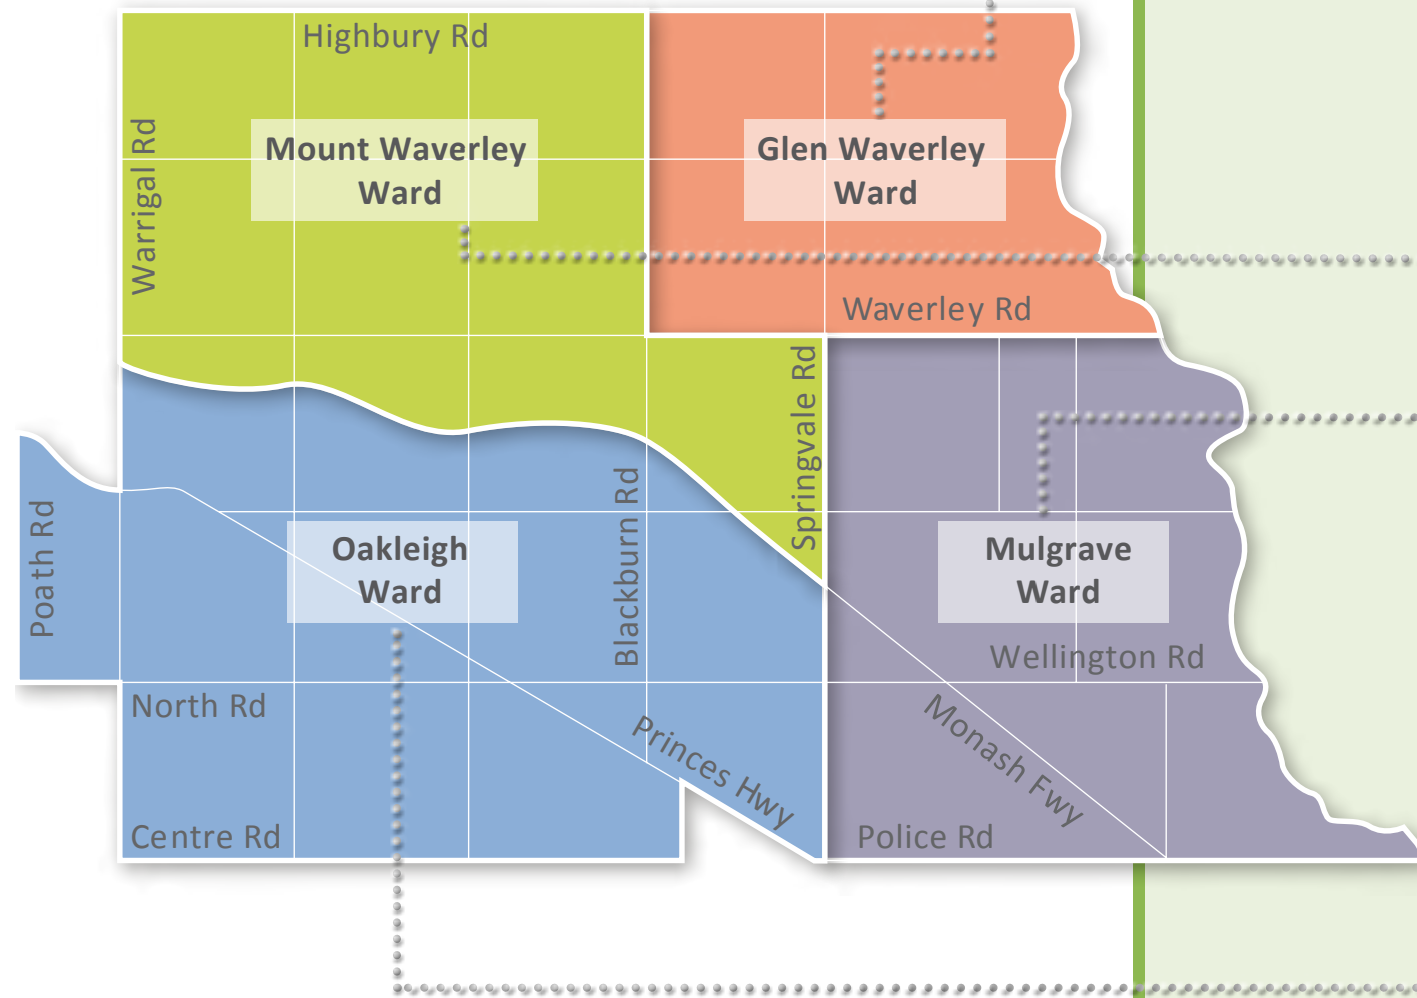 Highbury Rd
Warrigal Rd
Mount Waverley
Ward
Glen Waverley
Ward
Waverley Rd
Springvale Rd
Blackburn Rd
Poath Rd
Oakleigh
Ward
Mulgrave
Ward
Wellington Rd
North Rd
Princes Hwy
Monash Fwy
Centre Rd
Police Rd